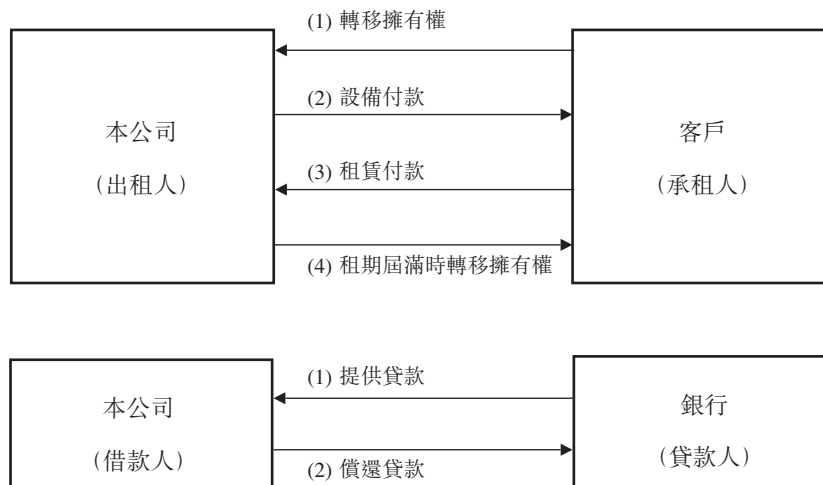 (1) 轉移擁有權
(2) 設備付款
本公司
(出租人)
客戶
(承租人)
(3) 租賃付款
(4) 租期屆滿時轉移擁有權
(1) 提供貸款
本公司
(借款人)
銀行
(貸款人)
(2) 償還貸款